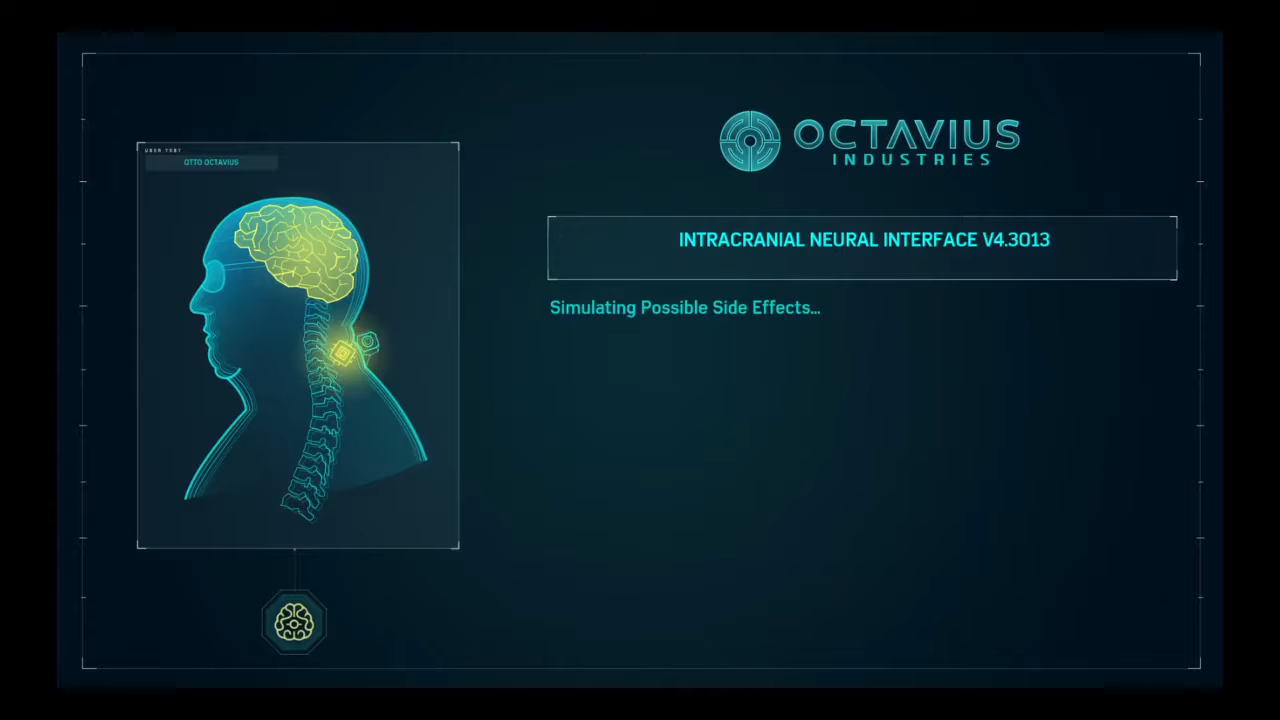 USER TEST
OTTO OCTAVIUS
OCTAVIUS
INDUSTRIES
INTRACRANIAL NEURAL INTERFACE V4.3013
Simulating Possible Side Effects...